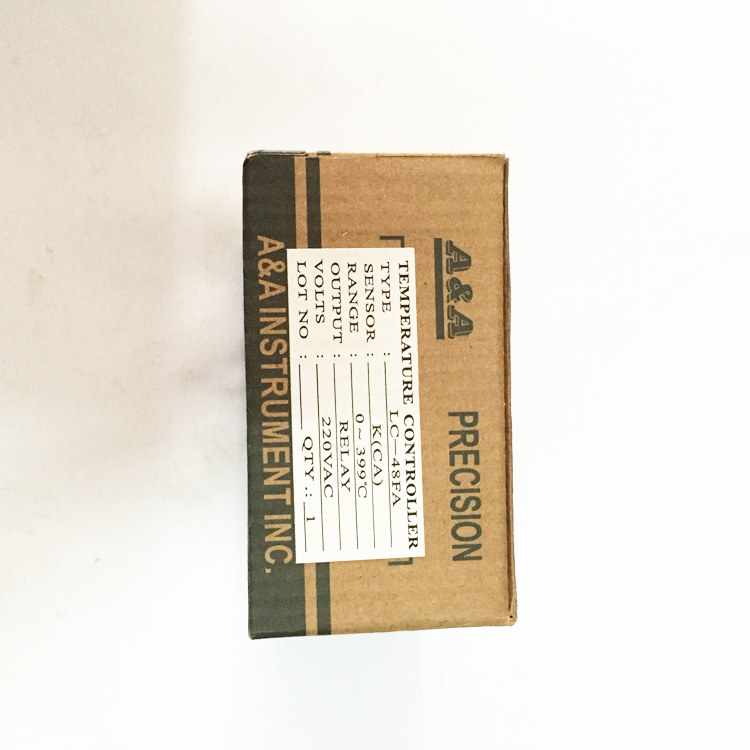 A&A PRECISION
TEMPERATURE CONTROLLER
TYPE : LC-48FA
SENSOR : K(CA)
RANGE : 0~399℃
OUTPUT : RELAY
VOLTS : 220VAC
LOT NO : QTY.: 1
A&A INSTRUMENT INC.